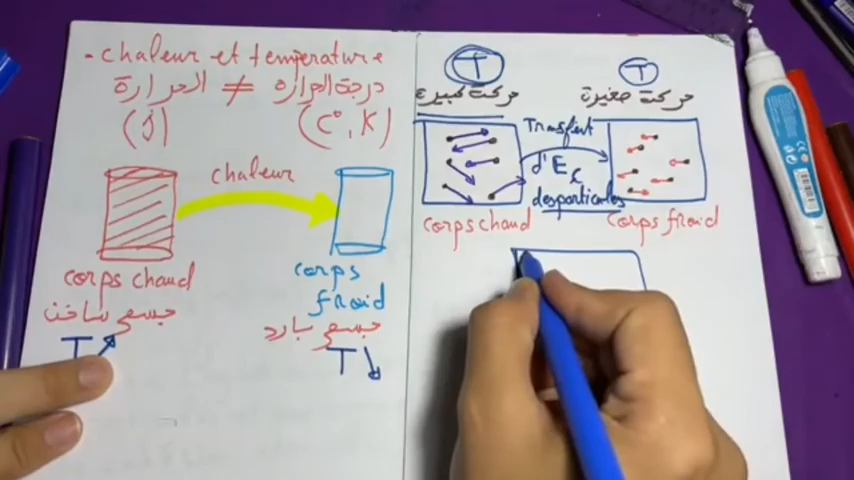 - chaleur et température
درجة الحرارة ≠ الحرارة
(J) (C°, K)
chaleur
corps chaud
جسم ساخن
T
corps
froid
جسم بارد
T
T
T
حركة كبيرة
حركة صغيرة
Transfert
d'Ec
des particules
corps chaud
corps froid